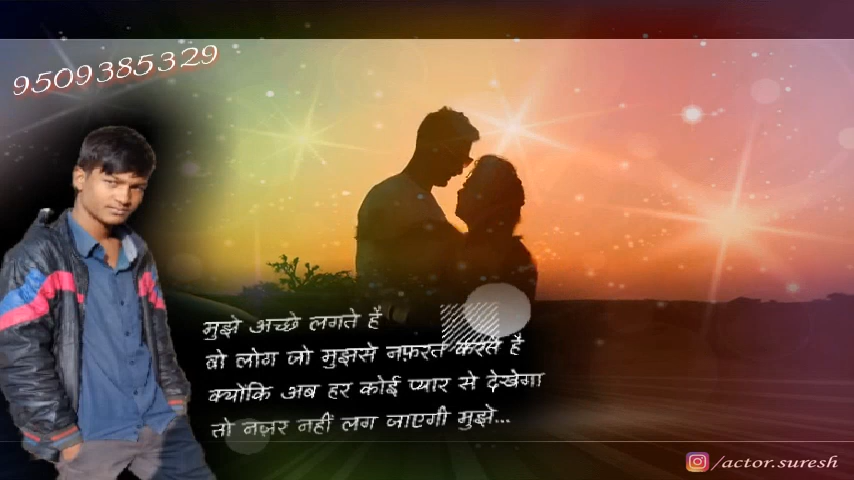 9509385329
मुझे अच्छे लगते हैं
बो लोग जो मुझसे नफ़रत करते है
क्योंकि अब हर कोई प्यार से देखेगा
तो नज़र नहीं लग जाएगी मुझे...
/actor.suresh